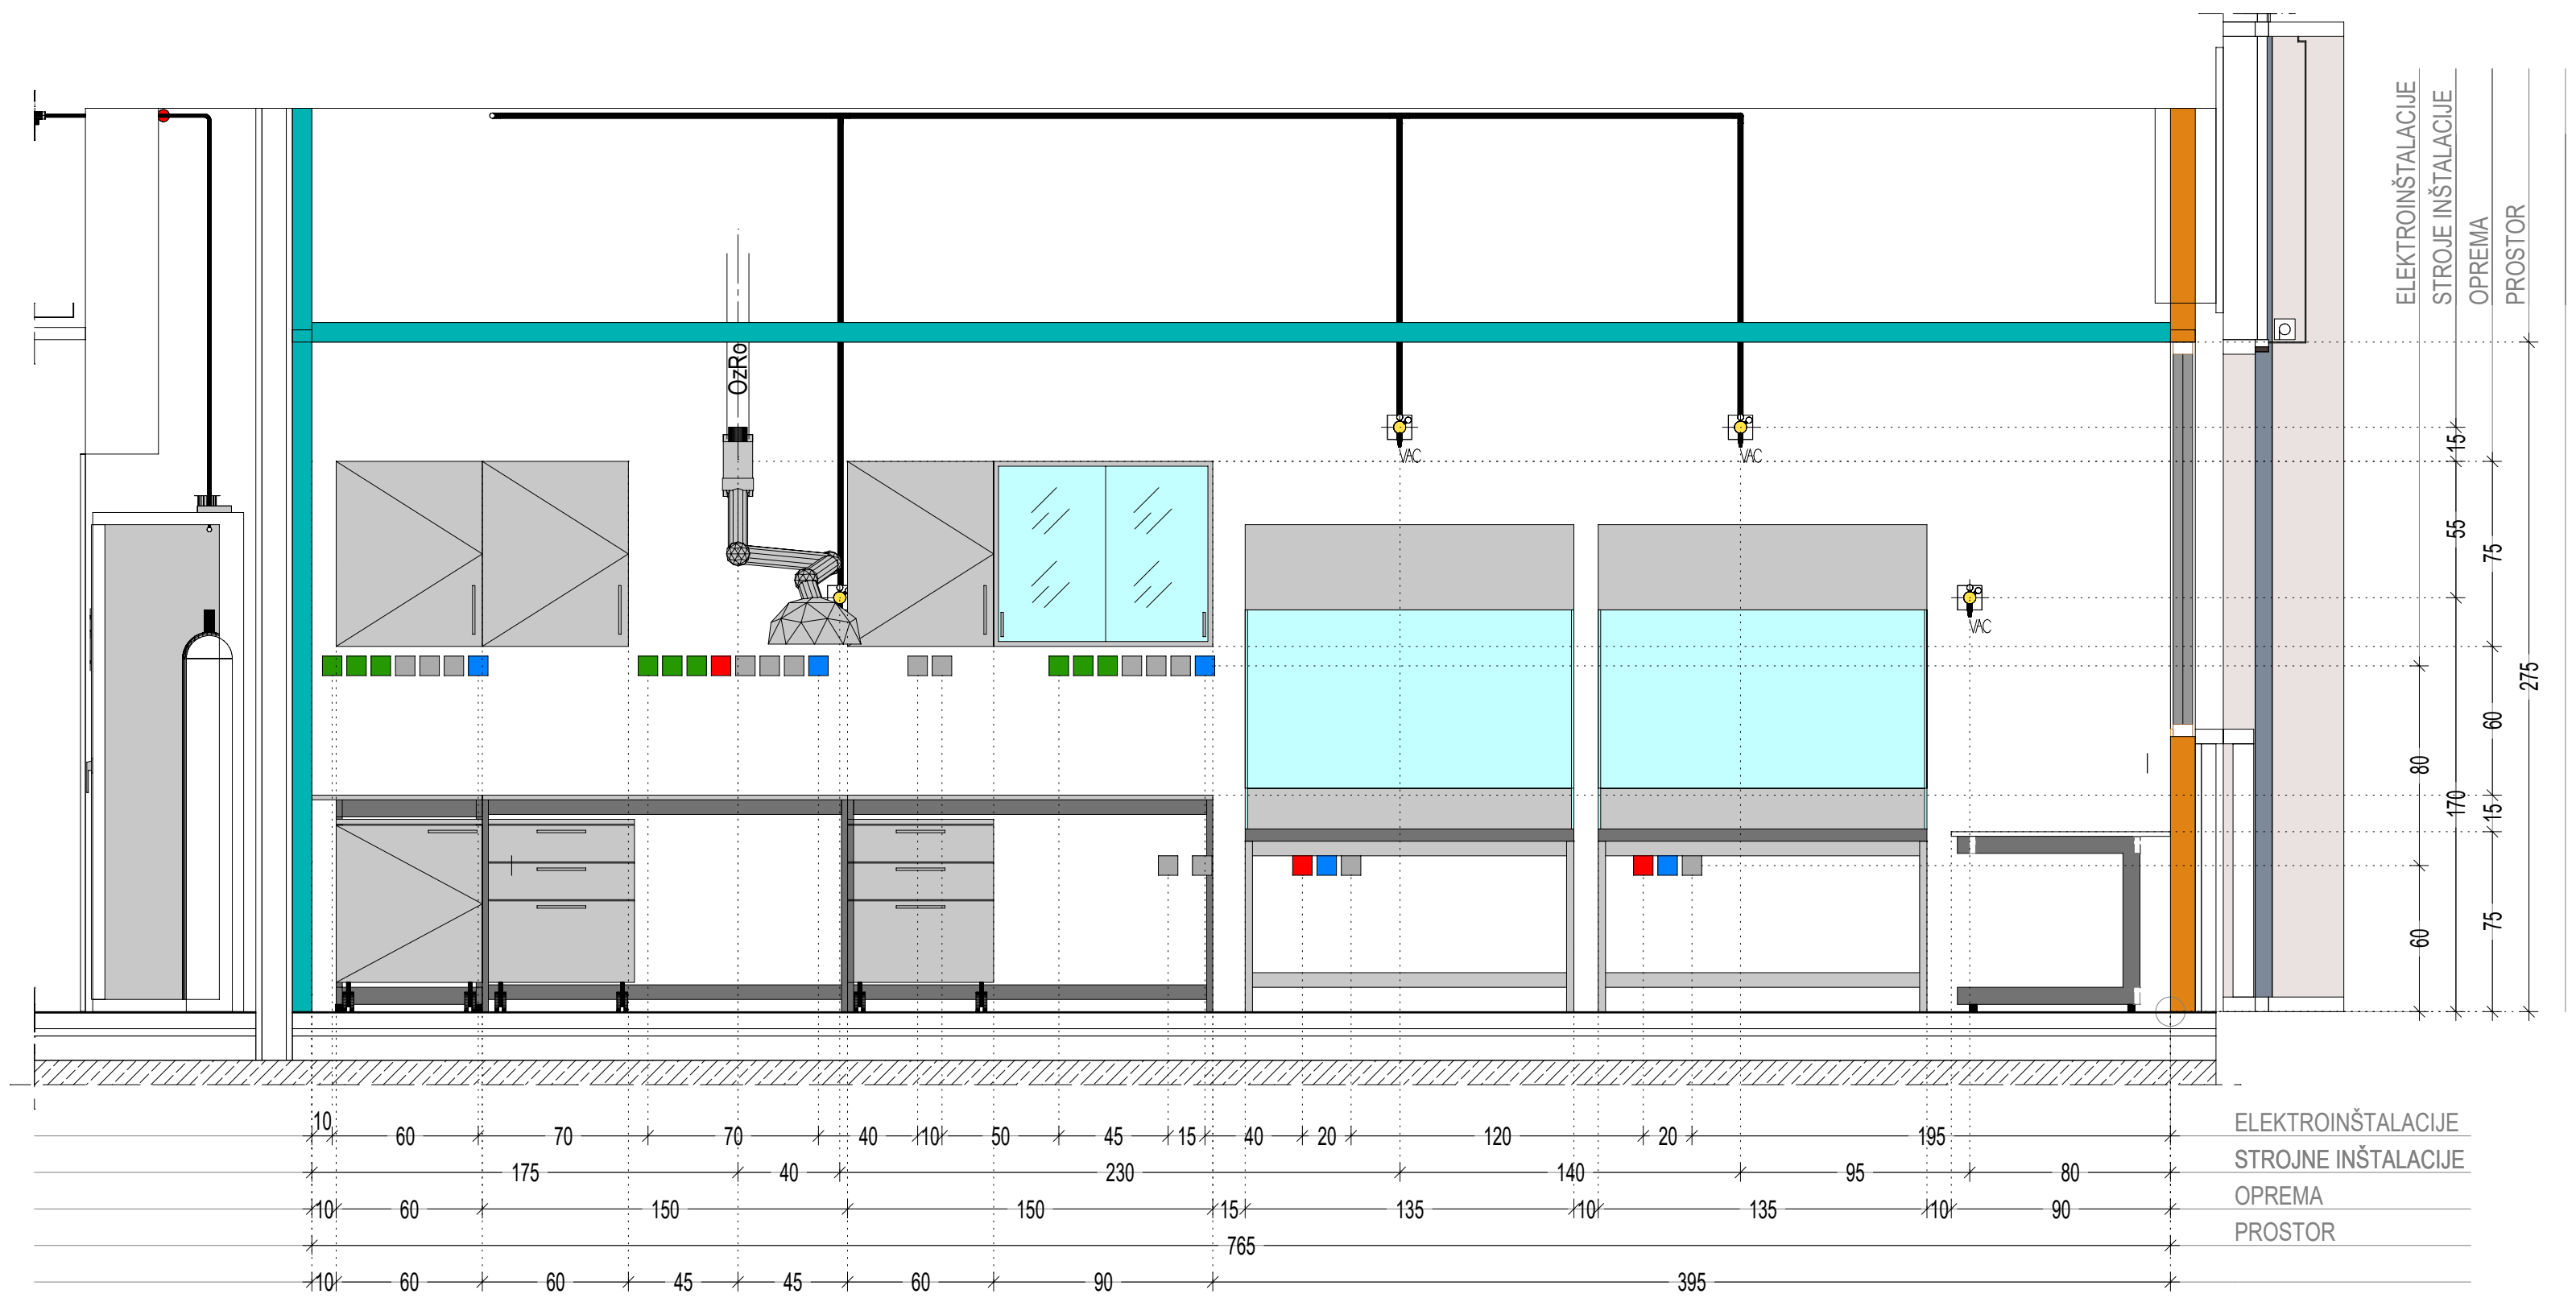 ELEKTROINŠTALACIJE
STROJE INŠTALACIJE
OPREMA
PROSTOR
OzRo
VAC
VAC
VAC
15
55
170
75
60
15
75
80
60
275
10 60 70 70 40 10 50 45 15 40 20 120 20 195
ELEKTROINŠTALACIJE
175 40 230 140 95 80
STROJNE INŠTALACIJE
10 60 150 150 15 135 10 135 10 90
OPREMA
765
PROSTOR
10 60 60 45 45 60 90 395